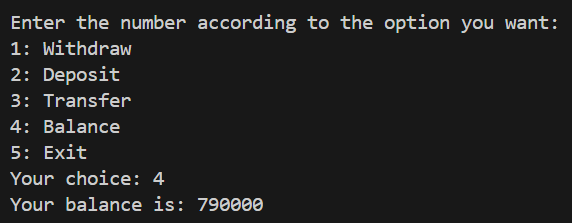 Enter the number according to the option you want:
1: Withdraw
2: Deposit
3: Transfer
4: Balance
5: Exit
Your choice: 4
Your balance is: 790000